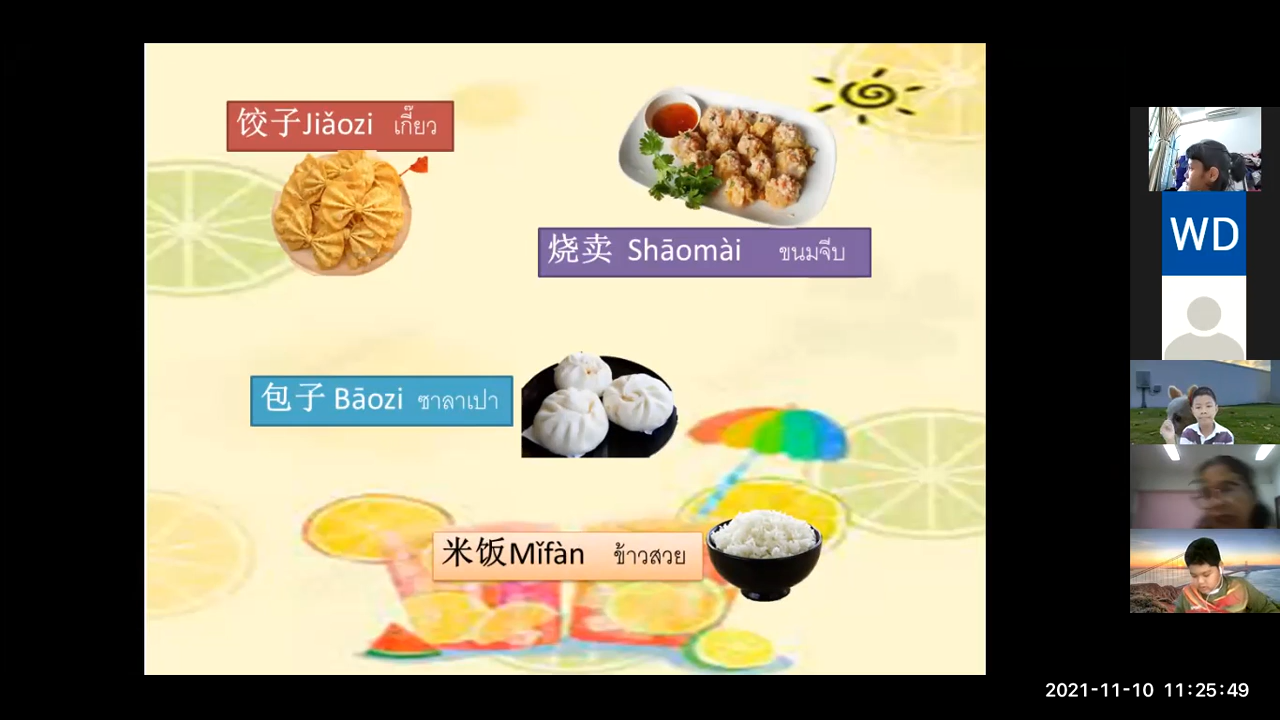 饺子Jiǎozi เกี๊ยว
烧卖 Shāomài ขนมจีบ
包子 Bāozi ซาลาเปา
米饭Mǐfàn ข้าวสวย
WD
2021-11-10 11:25:49